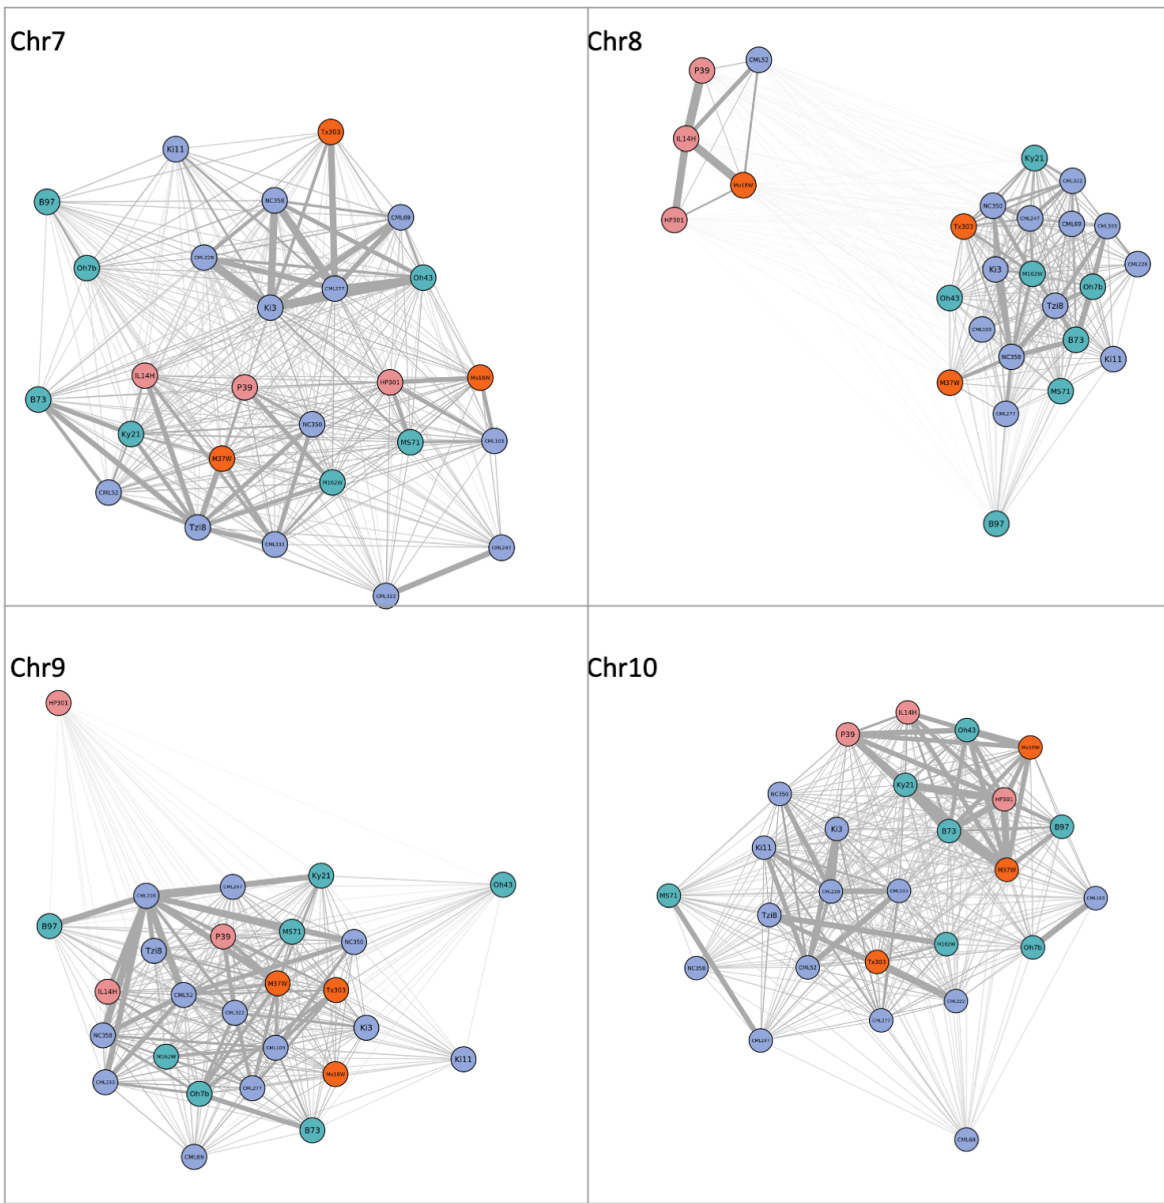 Chr7
Tx303
Ki11
B97
NC358
CML69
CML228
Oh7b
Oh43
CML277
Ki3
IL14H
P39
HP301
Mo18W
B73
NC350
Ky21
MS71
CML103
M37W
M162W
CML52
Tzi8
CML333
CML247
CML322
Chr8
CML52
P39
IL14H
Mo18W
HP301
Ky21
CML322
NC350
CML247
CML69
CML333
Tx303
CML228
Ki3
M162W
Oh7b
Oh43
Tzi8
CML103
B73
NC358
Ki11
M37W
MS71
CML277
B97
Chr9
HP301
Ky21
Oh43
CML247
CML228
B97
P39
MS71
NC350
Tzi8
M37W
Tx303
IL14H
CML52
CML322
Ki3
NC358
CML103
M162W
Ki11
Mo18W
CML333
CML277
Oh7b
B73
CML69
Chr10
IL14H
Oh43
P39
Mo18W
Ky21
NC350
HP301
Ki3
B73
B97
Ki11
M37W
CML228
CML333
MS71
CML103
Tzi8
M162W
Oh7b
Tx303
CML52
NC358
CML322
CML277
CML247
CML69